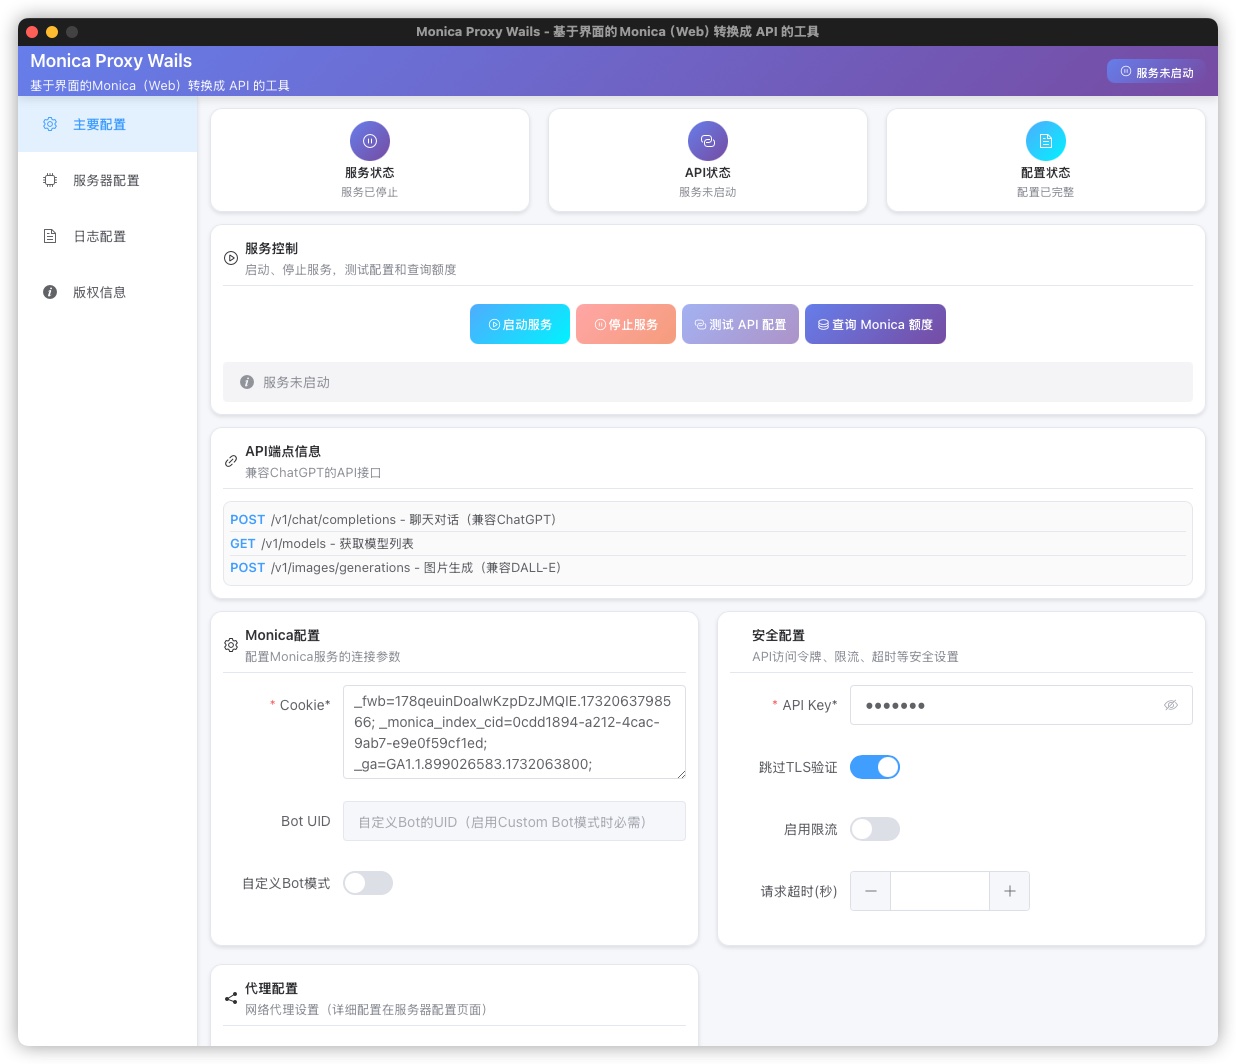 Monica Proxy Wails - 基于界面的Monica（Web）转换成 API 的工具
Monica Proxy Wails
基于界面的Monica（Web）转换成 API 的工具
服务未启动
主要配置
服务器配置
日志配置
版权信息
服务状态
服务已停止
API状态
服务未启动
配置状态
配置已完整
服务控制
启动、停止服务，测试配置和查询额度
启动服务
停止服务
测试 API 配置
查询 Monica 额度
服务未启动
API端点信息
兼容ChatGPT的API接口
POST /v1/chat/completions - 聊天对话（兼容ChatGPT）
GET /v1/models - 获取模型列表
POST /v1/images/generations - 图片生成（兼容DALL-E）
Monica配置
配置Monica服务的连接参数
* Cookie*
_fwb=178qeuinDoalwKzpDzJMQIE.17320637985
66; _monica_index_cid=0cdd1894-a212-4cac-
9ab7-e9e0f59cf1ed;
_ga=GA1.1.899026583.1732063800;
Bot UID
自定义Bot的UID（启用Custom Bot模式时必需）
自定义Bot模式
安全配置
API访问令牌、限流、超时等安全设置
* API Key*
●●●●●●●
跳过TLS验证
启用限流
请求超时(秒)
代理配置
网络代理设置（详细配置在服务器配置页面）